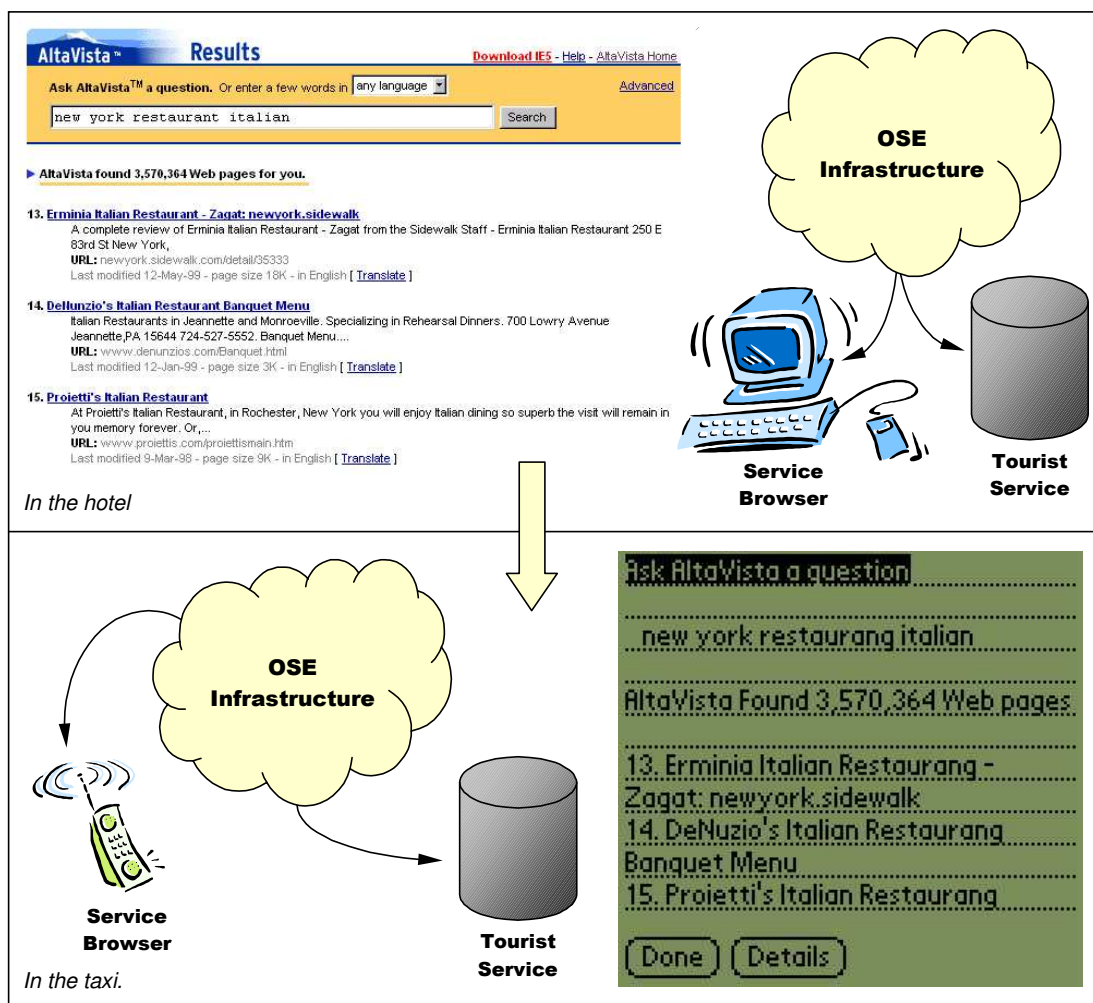 AltaVista™ Results Download IE5 - Help - AltaVista Home
Ask AltaVista™ a question. Or enter a few words in any language Advanced
new york restaurant italian Search
AltaVista found 3,570,364 Web pages for you.
13. Erminia Italian Restaurant - Zagat: newyork.sidewalk
A complete review of Erminia Italian Restaurant - Zagat from the Sidewalk Staff - Erminia Italian Restaurant 250 E
83rd St New York,
URL: newyork.sidewalk.com/detail/35333
Last modified 12-May-99 - page size 18K - in English [ Translate ]
14. DeNunzio's Italian Restaurant Banquet Menu
Italian Restaurants in Jeannette and Monroeville. Specializing in Rehearsal Dinners. 700 Lowry Avenue
Jeannette,PA 15644 724-527-5552. Banquet Menu....
URL: www.denunzios.com/Banquet.html
Last modified 12-Jan-99 - page size 3K - in English [ Translate ]
15. Proietti's Italian Restaurant
At Proietti's Italian Restaurant, in Rochester, New York you will enjoy Italian dining so superb the visit will remain in
you memory forever. Or,...
URL: www.proiettis.com/proiettismain.htm
Last modified 9-Mar-98 - page size 9K - in English [ Translate ]
In the hotel
OSE
Infrastructure
Service
Browser
Tourist
Service
OSE
Infrastructure
Service
Browser
Tourist
Service
In the taxi.
Ask AltaVista a question
new york restaurang italian
AltaVista Found 3,570,364 Web pages
13. Erminia Italian Restaurang -
Zagat: newyork.sidewalk
14. DeNuzio's Italian Restaurang
Banquet Menu
15. Proietti's Italian Restaurang
Done Details